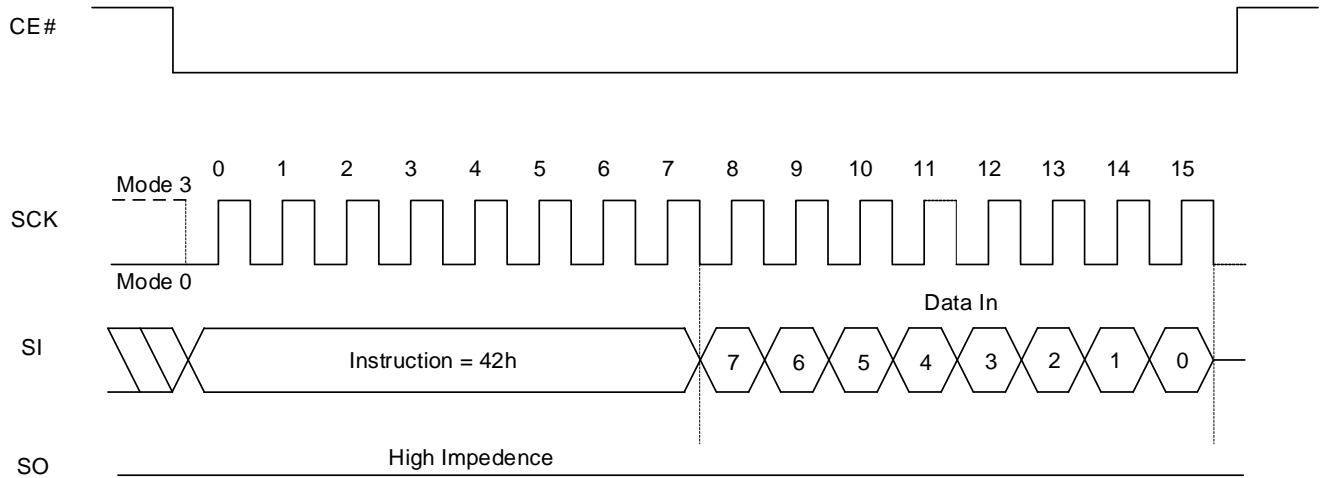 CE#
0 1 2 3 4 5 6 7 8 9 10 11 12 13 14 15
Mode 3
SCK
Mode 0
Data In
SI
Instruction = 42h
7 6 5 4 3 2 1 0
High Impedence
SO